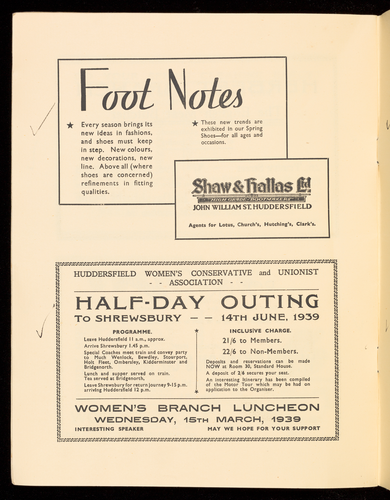 Foot Notes
★ Every season brings its
new ideas in fashions,
and shoes must keep
in step. New colours,
new decorations, new
line. Above all (where
shoes are concerned)
refinements in fitting
qualities.
★ These new trends are
exhibited in our Spring
Shoes—for all ages and
occasions.
Shaw & Hallas Ltd
JOHN WILLIAM ST. HUDDERSFIELD
Agents for Lotus, Church's, Hutching's, Clark's.
HUDDERSFIELD WOMEN'S CONSERVATIVE and UNIONIST
- - ASSOCIATION - -
HALF-DAY OUTING
TO SHREWSBURY — — 14TH JUNE, 1939
PROGRAMME.
Leave Huddersfield 11 a.m., approx.
Arrive Shrewsbury 1.45 p.m.
Special Coaches meet train and convey party
to Much Wenlock, Bewdley, Stourport,
Holt Fleet, Ombersley, Kidderminster and
Bridgenorth.
Lunch and supper served on train.
Tea served at Bridgenorth.
Leave Shrewsbury for return journey 9-15 p.m.
arriving Huddersfield 12 p.m.
INCLUSIVE CHARGE.
21/6 to Members.
22/6 to Non-Members.
Deposits and reservations can be made
NOW at Room 30, Standard House.
A deposit of 2/6 secures your seat.
An interesting Itinerary has been compiled
of the Motor Tour which may be had on
application to the Organiser.
WOMEN'S BRANCH LUNCHEON
WEDNESDAY, 15TH MARCH, 1939
INTERESTING SPEAKER MAY WE HOPE FOR YOUR SUPPORT